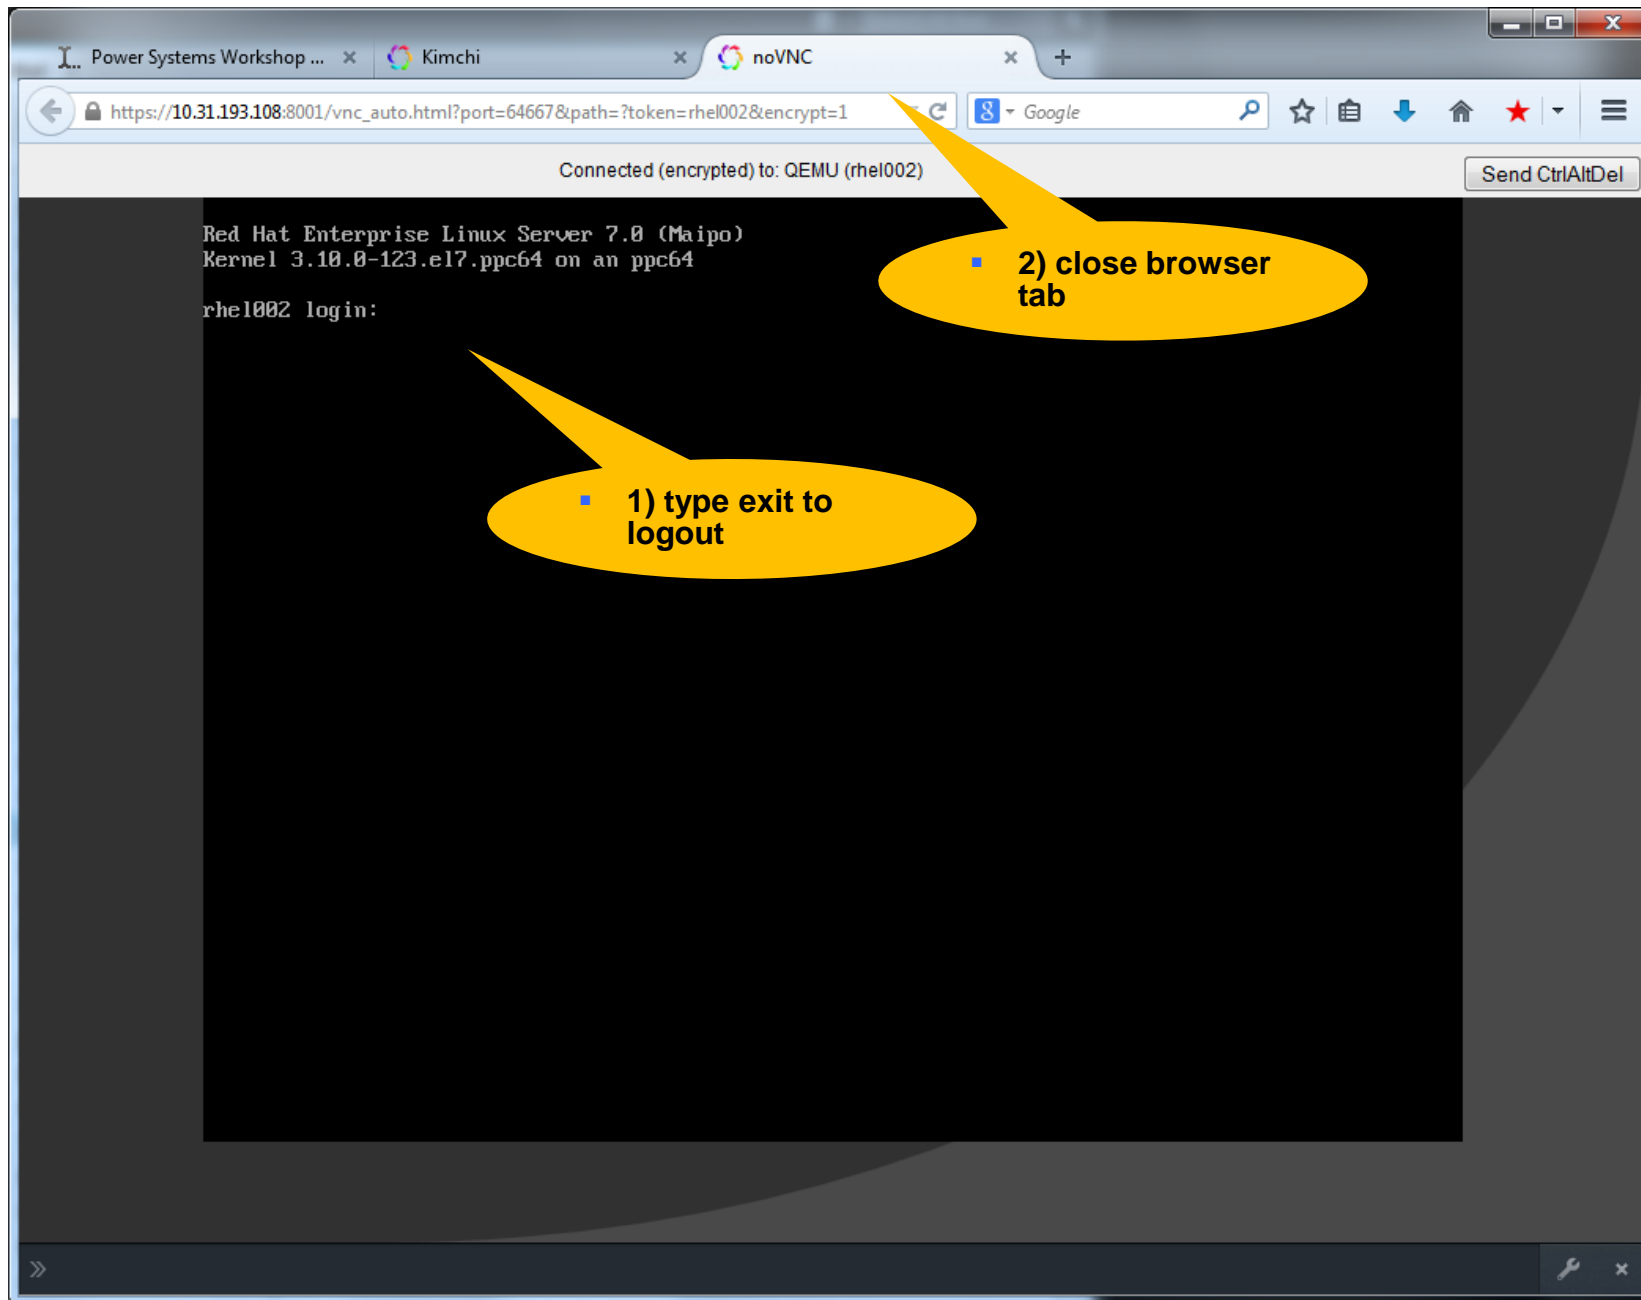 Power Systems Workshop ...
Kimchi
noVNC
https://10.31.193.108:8001/vnc_auto.html?port=64667&path=?token=rhel002&encrypt=1
Google
Connected (encrypted) to: QEMU (rhel002)
Send CtrlAltDel
Red Hat Enterprise Linux Server 7.0 (Maipo)
Kernel 3.10.0-123.el7.ppc64 on an ppc64
rhel002 login:
2) close browser
tab
1) type exit to
logout